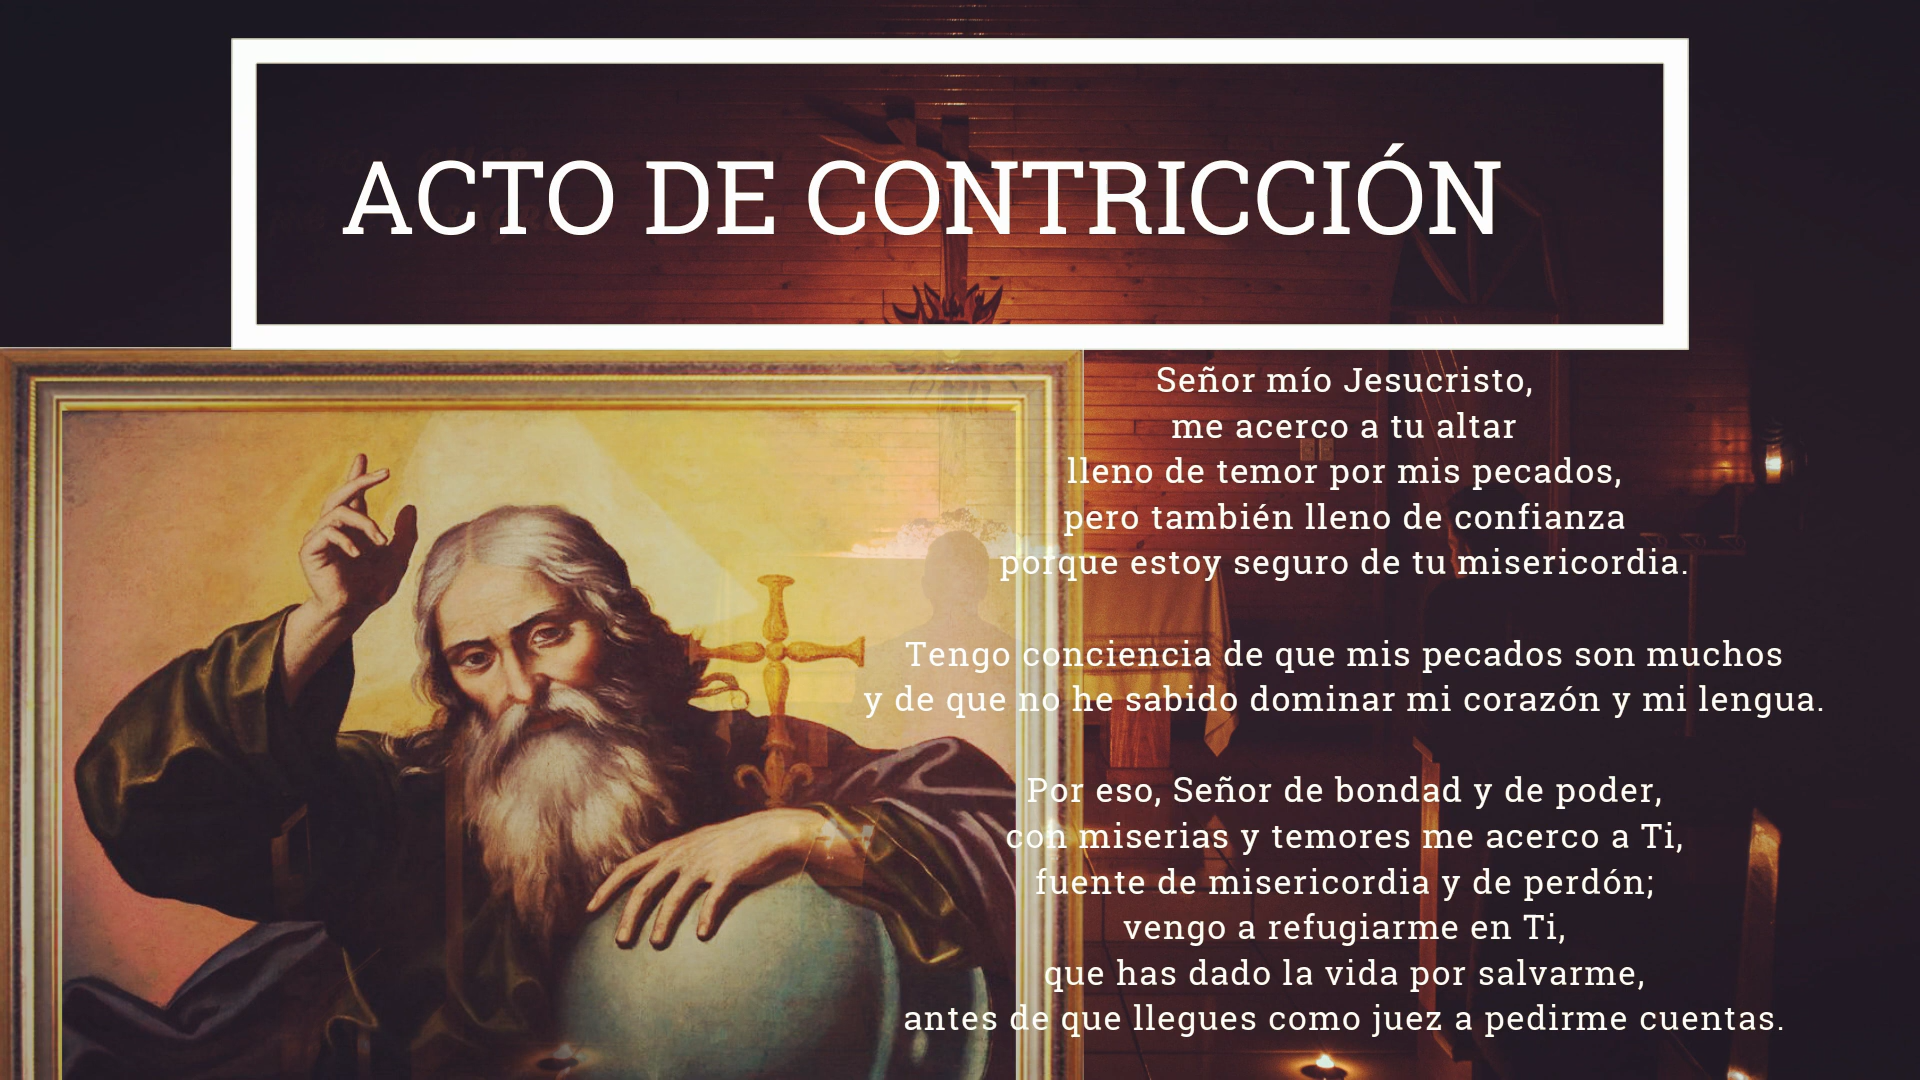 ACTO DE CONTRICCIÓN
Señor mío Jesucristo,
me acerco a tu altar
lleno de temor por mis pecados,
pero también lleno de confianza
porque estoy seguro de tu misericordia.
Tengo conciencia de que mis pecados son muchos
y de que no he sabido dominar mi corazón y mi lengua.
Por eso, Señor de bondad y de poder,
con miserias y temores me acerco a Ti,
fuente de misericordia y de perdón;
vengo a refugiarme en Ti,
que has dado la vida por salvarme,
antes de que llegues como juez a pedirme cuentas.